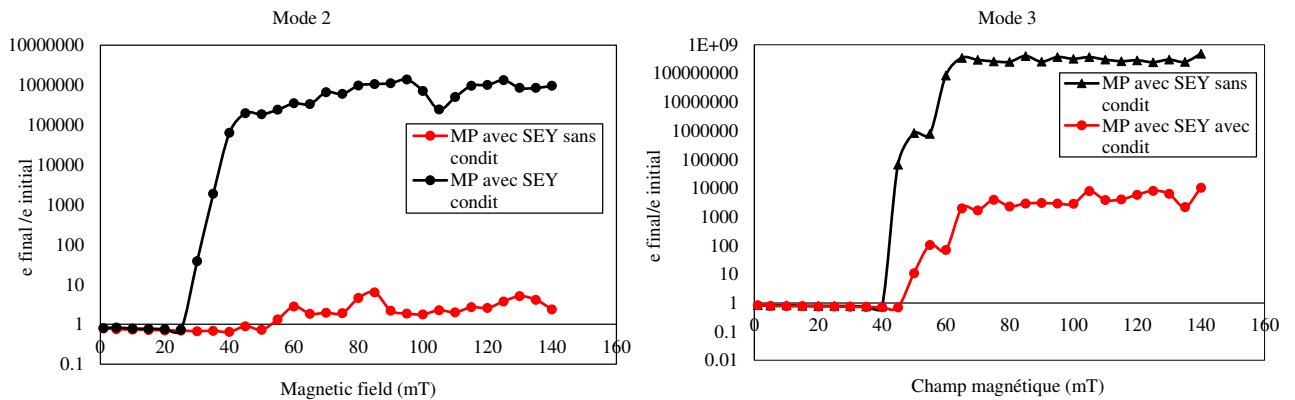 Mode 2
10000000
1000000
100000
10000
1000
100
10
1
0.1
0 20 40 60 80 100 120 140 160
e final /e initial
Magnetic field (mT)
MP avec SEY sans
condit
MP avec SEY
condit
Mode 3
1E+09
100000000
10000000
1000000
100000
10000
1000
100
10
1
0.1
0.01
0 20 40 60 80 100 120 140 160
e final/e initial
Champ magnétique (mT)
MP avec SEY sans
condit
MP avec SEY avec
condit